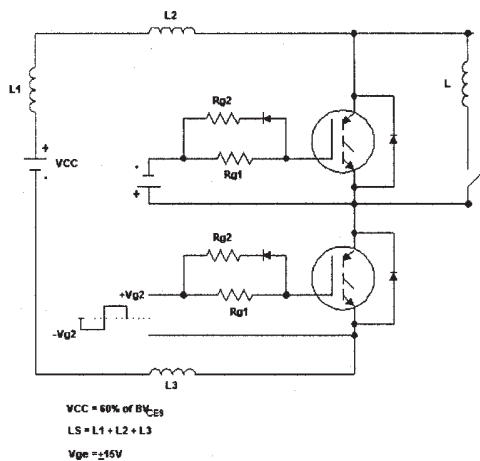 L2
L1
L
Rg2
+
VCC
-
-
+
Rg1
Rg2
+Vg2
-Vg2
Rg1
L3
VCC = 60% of BVCES
LS = L1 + L2 + L3
Vge = ±15V